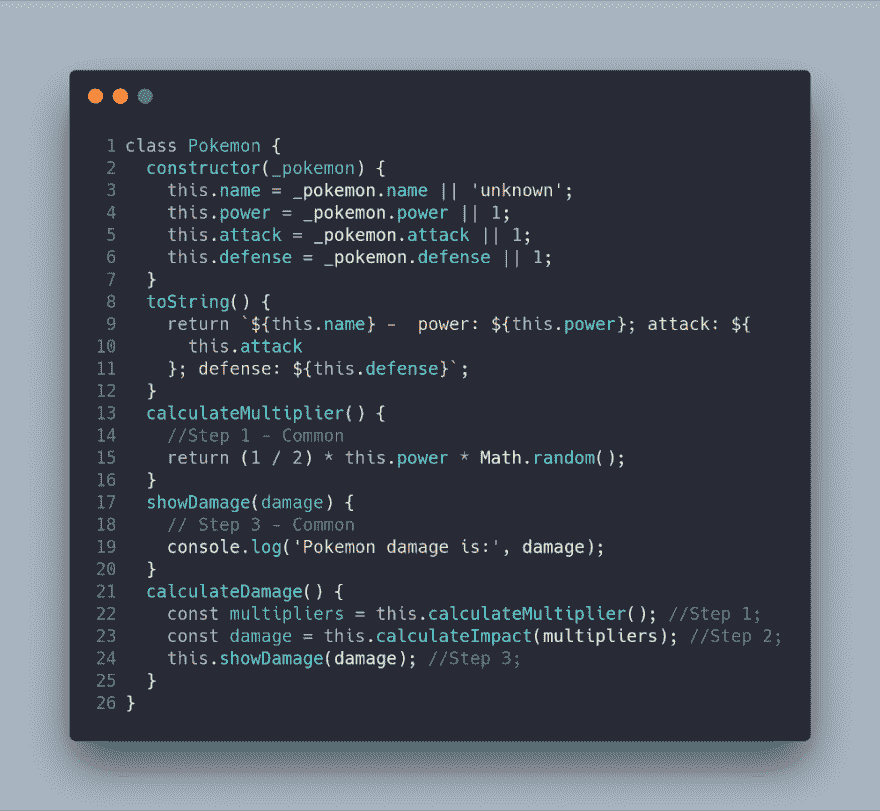 1 class Pokemon {
2   constructor(_pokemon) {
3     this.name = _pokemon.name || 'unknown';
4     this.power = _pokemon.power || 1;
5     this.attack = _pokemon.attack || 1;
6     this.defense = _pokemon.defense || 1;
7   }
8   toString() {
9     return `${this.name} -  power: ${this.power}; attack: ${
10       this.attack
11     }; defense: ${this.defense}`;
12   }
13   calculateMultiplier() {
14     //Step 1 - Common
15     return (1 / 2) * this.power * Math.random();
16   }
17   showDamage(damage) {
18     // Step 3 - Common
19     console.log('Pokemon damage is:', damage);
20   }
21   calculateDamage() {
22     const multipliers = this.calculateMultiplier(); //Step 1;
23     const damage = this.calculateImpact(multipliers); //Step 2;
24     this.showDamage(damage); //Step 3;
25   }
26 }